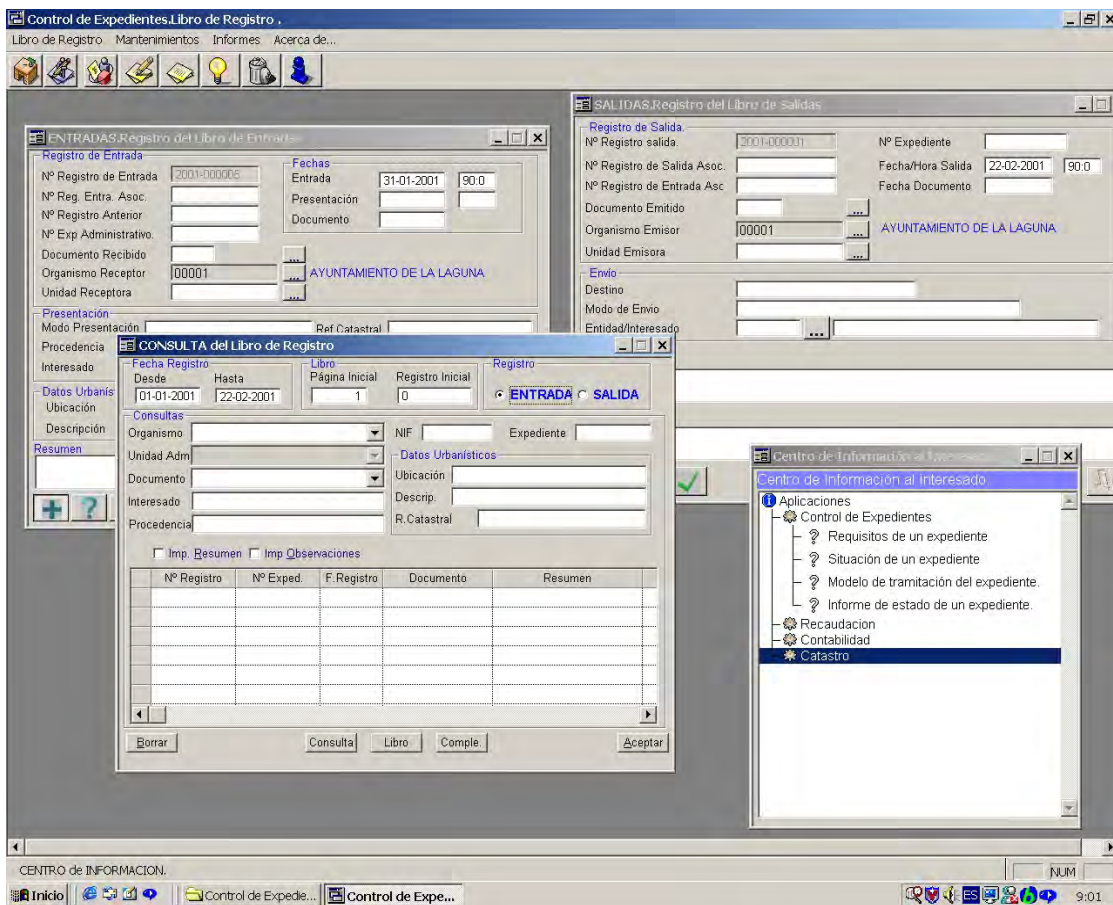 Control de Expedientes.Libro de Registro .
Libro de Registro Mantenimientos Informes Acerca de...
ENTRADAS.Registro del Libro de Entradas
Registro de Entrada
Nº Registro de Entrada 2001-000006
Nº Reg. Entra. Asoc.
Nº Registro Anterior
Nº Exp Administrativo.
Documento Recibido ...
Organismo Receptor 00001 ... AYUNTAMIENTO DE LA LAGUNA
Unidad Receptora ...
Fechas
Entrada 31-01-2001 90:0
Presentación
Documento
Presentación
Modo Presentación Ref Catastral
Procedencia
Interesado
Datos Urbanís
Ubicación
Descripción
Resumen
SALIDAS.Registro del Libro de Salidas
Registro de Salida.
Nº Registro salida. 2001-000001 Nº Expediente
Nº Registro de Salida Asoc. Fecha/Hora Salida 22-02-2001 90:0
Nº Registro de Entrada Asc Fecha Documento
Documento Emitido ...
Organismo Emisor 00001 ... AYUNTAMIENTO DE LA LAGUNA
Unidad Emisora ...
Envío
Destino
Modo de Envio
Entidad/Interesado ...
CONSULTA del Libro de Registro
Fecha Registro
Desde Hasta
01-01-2001 22-02-2001
Libro
Página Inicial Registro Inicial
1 0
Registro
ENTRADA SALIDA
Consultas
Organismo NIF Expediente
Unidad Adm
Documento
Interesado
Procedencia
Datos Urbanísticos
Ubicación
Descrip.
R.Catastral
Imp. Resumen Imp Observaciones
Nº Registro Nº Exped. F.Registro Documento Resumen
Borrar Consulta Libro Comple. Aceptar
Centro de Información al Interesado
Centro de Información al Interesado.
Aplicaciones
Control de Expedientes
Requisitos de un expediente
Situación de un expediente
Modelo de tramitación del expediente.
Informe de estado de un expediente.
Recaudacion
Contabilidad
Catastro
CENTRO de INFORMACION. NUM
Inicio Control de Expedie... Control de Expe... ES 9:01